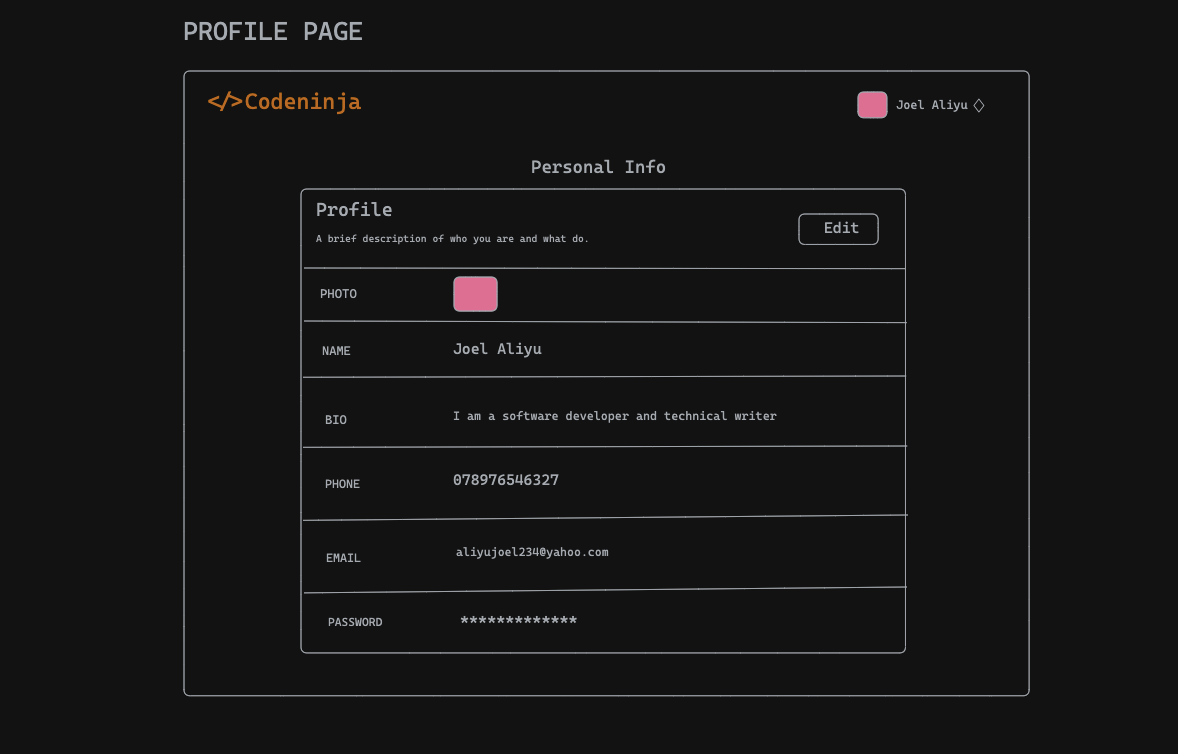 PROFILE PAGE
</>Codeninja
Joel Aliyu
Personal Info
Profile
A brief description of who you are and what do.
Edit
PHOTO
NAME
Joel Aliyu
BIO
I am a software developer and technical writer
PHONE
078976546327
EMAIL
aliyujoel234@yahoo.com
PASSWORD
*************